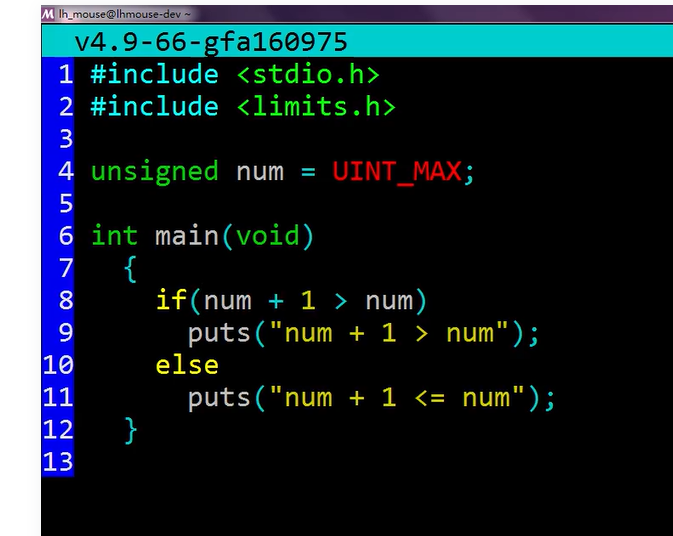 lh_mouse@lhmouse-dev ~
v4.9-66-gfa160975
1 #include <stdio.h>
2 #include <limits.h>
3
4 unsigned num = UINT_MAX;
5
6 int main(void)
7   {
8     if(num + 1 > num)
9       puts("num + 1 > num");
10     else
11       puts("num + 1 <= num");
12   }
13